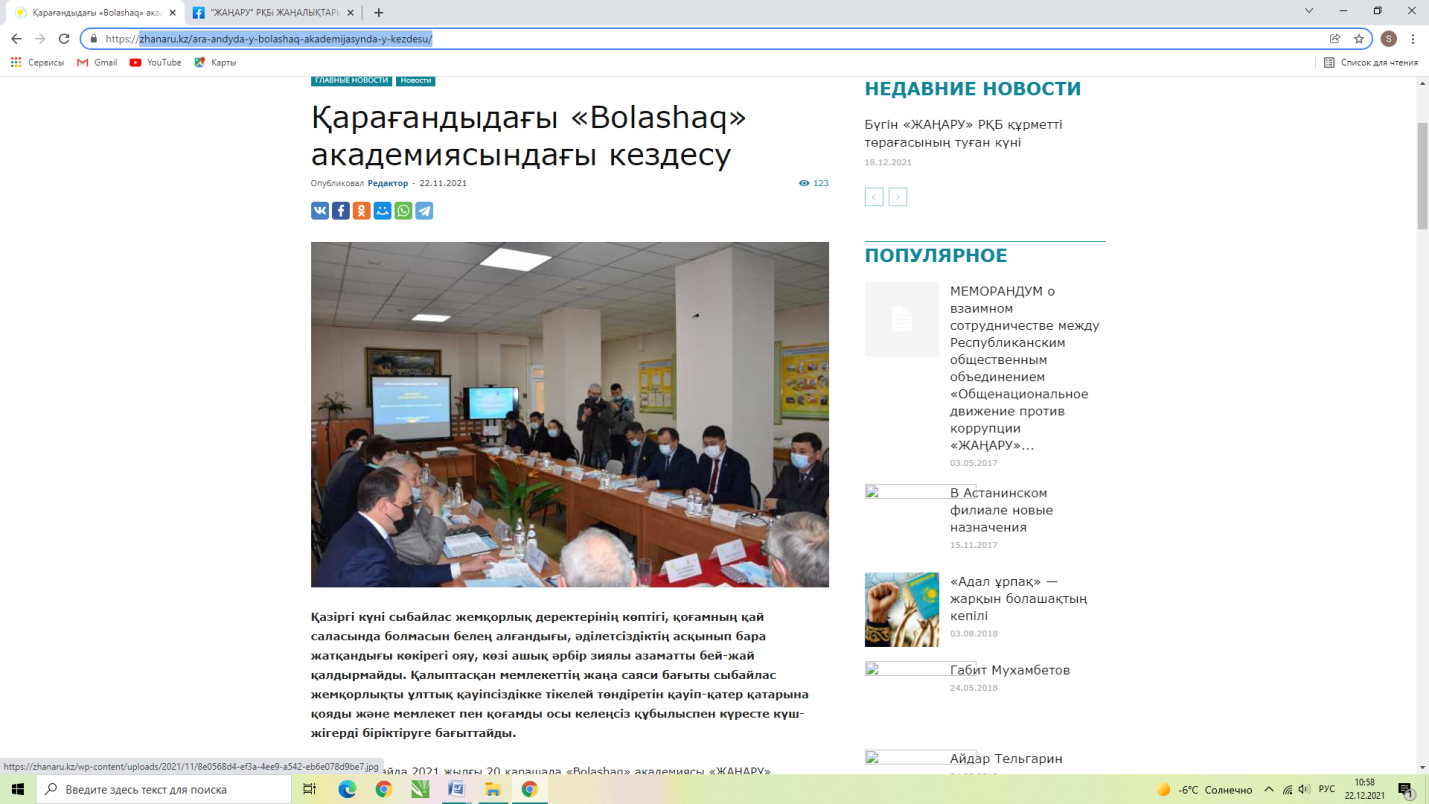 Қарағандыдағы «Bolashaq» ака
"ЖАҢАРУ" РҚБі ЖАҢАЛЫҚТАРЫ
https://zhanaru.kz/ara-andyda-y-bolashaq-akademijasynda-y-kezdesu/
S
Сервисы Gmail YouTube Карты Список для чтения
ГЛАВНЫЕ НОВОСТИ Новости
Қарағандыдағы «Bolashaq»
академиясындағы кездесу
Опубликовал Редактор - 22.11.2021 123
Қазіргі күні сыбайлас жемқорлық деректерінің көптігі, қоғамның қай
саласында болмасын белең алғандығы, әділетсіздіктің асқынып бара
жатқандығы көкірегі ояу, көзі ашық әрбір зиялы азаматты бей-жай
қалдырмайды. Қалыптасқан мемлекеттің жаңа саяси бағыты сыбайлас
жемқорлықты ұлттық қауіпсіздікке тікелей төндіретін қауіп-қатер қатарына
қояды және мемлекет пен қоғамды осы келеңсіз құбылыспен күресте күш-
жігерді біріктіруге бағыттайды.
2021 жылғы 20 қарашада «Bolashaq» академиясы «ЖАҢАРУ»
НЕДАВНИЕ НОВОСТИ
Бүгін «ЖАҢАРУ» РҚБ құрметті
төрағасының туған күні
18.12.2021
ПОПУЛЯРНОЕ
МЕМОРАНДУМ о
взаимном
сотрудничестве между
Республиканским
общественным
объединением
«Общенациональное
движение против
коррупции
«ЖАҢАРУ»...
03.05.2017
В Астанинском
филиале новые
назначения
15.11.2017
«Адал ұрпақ» —
жарқын болашақтың
кепілі
03.08.2018
Габит Мухамбетов
24.05.2018
Айдар Тельгарин
https://zhanaru.kz/wp-content/uploads/2021/11/8e0568d4-ef3a-4ee9-a542-eb6e078d9be7.jpg
Введите здесь текст для поиска
-6°C Солнечно РУС
10:58
22.12.2021
1